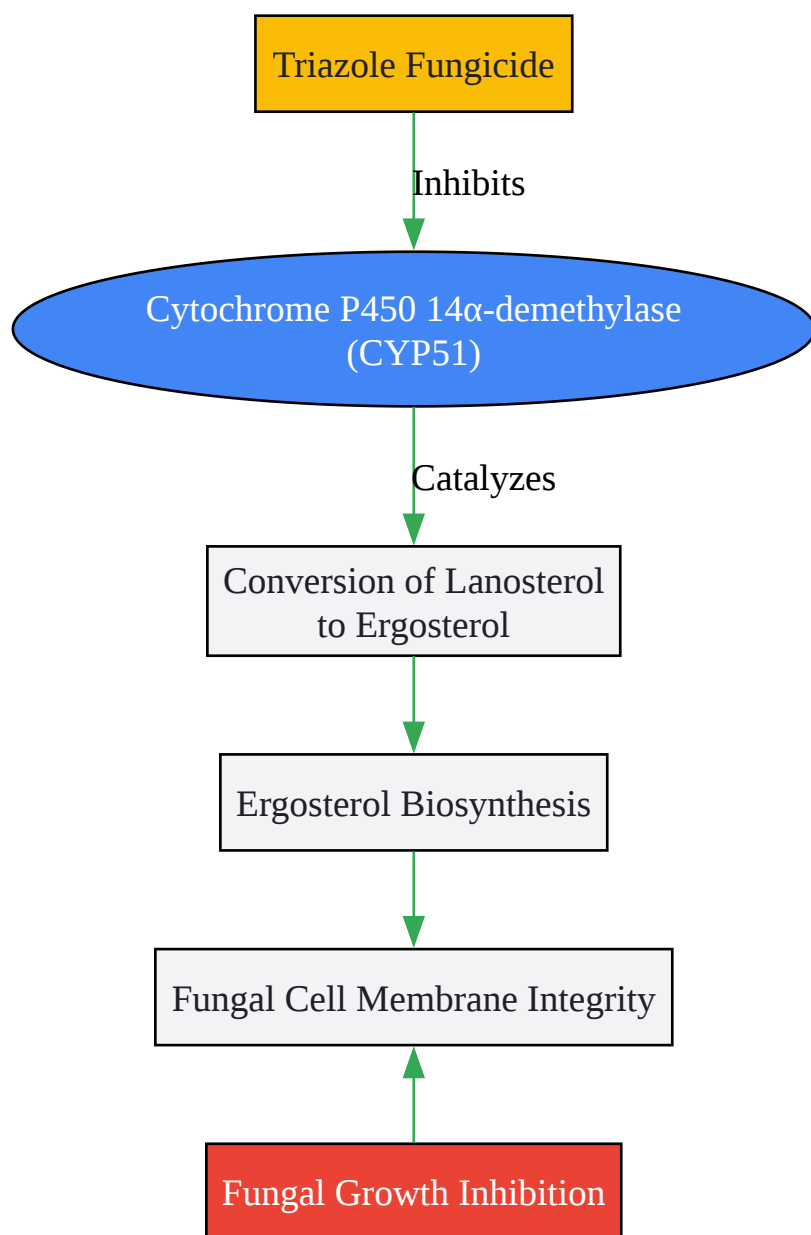 Triazole Fungicide
Inhibits
Cytochrome P450 14α-demethylase
(CYP51)
Catalyzes
Conversion of Lanosterol
to Ergosterol
Ergosterol Biosynthesis
Fungal Cell Membrane Integrity
Fungal Growth Inhibition